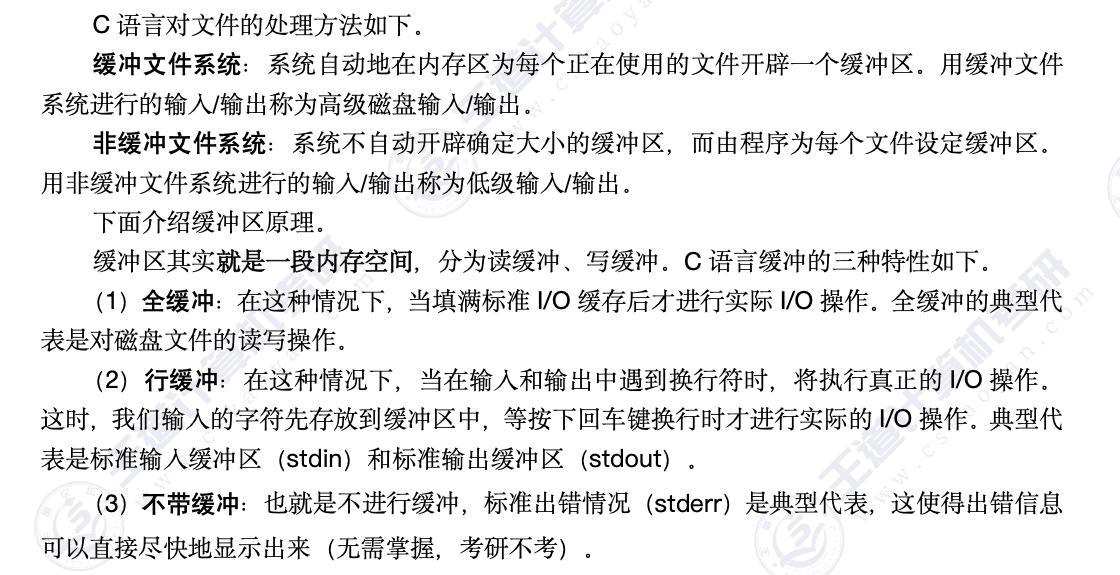 C 语言对文件的处理方法如下。
缓冲文件系统：系统自动地在内存区为每个正在使用的文件开辟一个缓冲区。用缓冲文件
系统进行的输入/输出称为高级磁盘输入/输出。
非缓冲文件系统：系统不自动开辟确定大小的缓冲区，而由程序为每个文件设定缓冲区。
用非缓冲文件系统进行的输入/输出称为低级输入/输出。
下面介绍缓冲区原理。
缓冲区其实就是一段内存空间，分为读缓冲、写缓冲。C 语言缓冲的三种特性如下。
（1）全缓冲：在这种情况下，当填满标准 I/O 缓存后才进行实际 I/O 操作。全缓冲的典型代
表是对磁盘文件的读写操作。
（2）行缓冲：在这种情况下，当在输入和输出中遇到换行符时，将执行真正的 I/O 操作。
这时，我们输入的字符先存放到缓冲区中，等按下回车键换行时才进行实际的 I/O 操作。典型代
表是标准输入缓冲区（stdin）和标准输出缓冲区（stdout）。
（3）不带缓冲：也就是不进行缓冲，标准出错情况（stderr）是典型代表，这使得出错信息
可以直接尽快地显示出来（无需掌握，考研不考）。